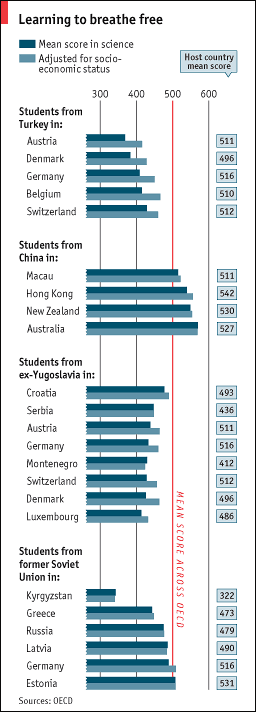 Learning to breathe free
Mean score in science
Adjusted for socio-
economic status
Host country
mean score
300 400 500 600
Students from
Turkey in:
Austria 511
Denmark 496
Germany 516
Belgium 510
Switzerland 512
Students from
China in:
Macau 511
Hong Kong 542
New Zealand 530
Australia 527
Students from
ex-Yugoslavia in:
Croatia 493
Serbia 436
Austria 511
Germany 516
Montenegro 412
Switzerland 512
Denmark 496
Luxembourg 486
MEAN SCORE ACROSS OECD
Students from
former Soviet
Union in:
Kyrgyzstan 322
Greece 473
Russia 479
Latvia 490
Germany 516
Estonia 531
Sources: OECD